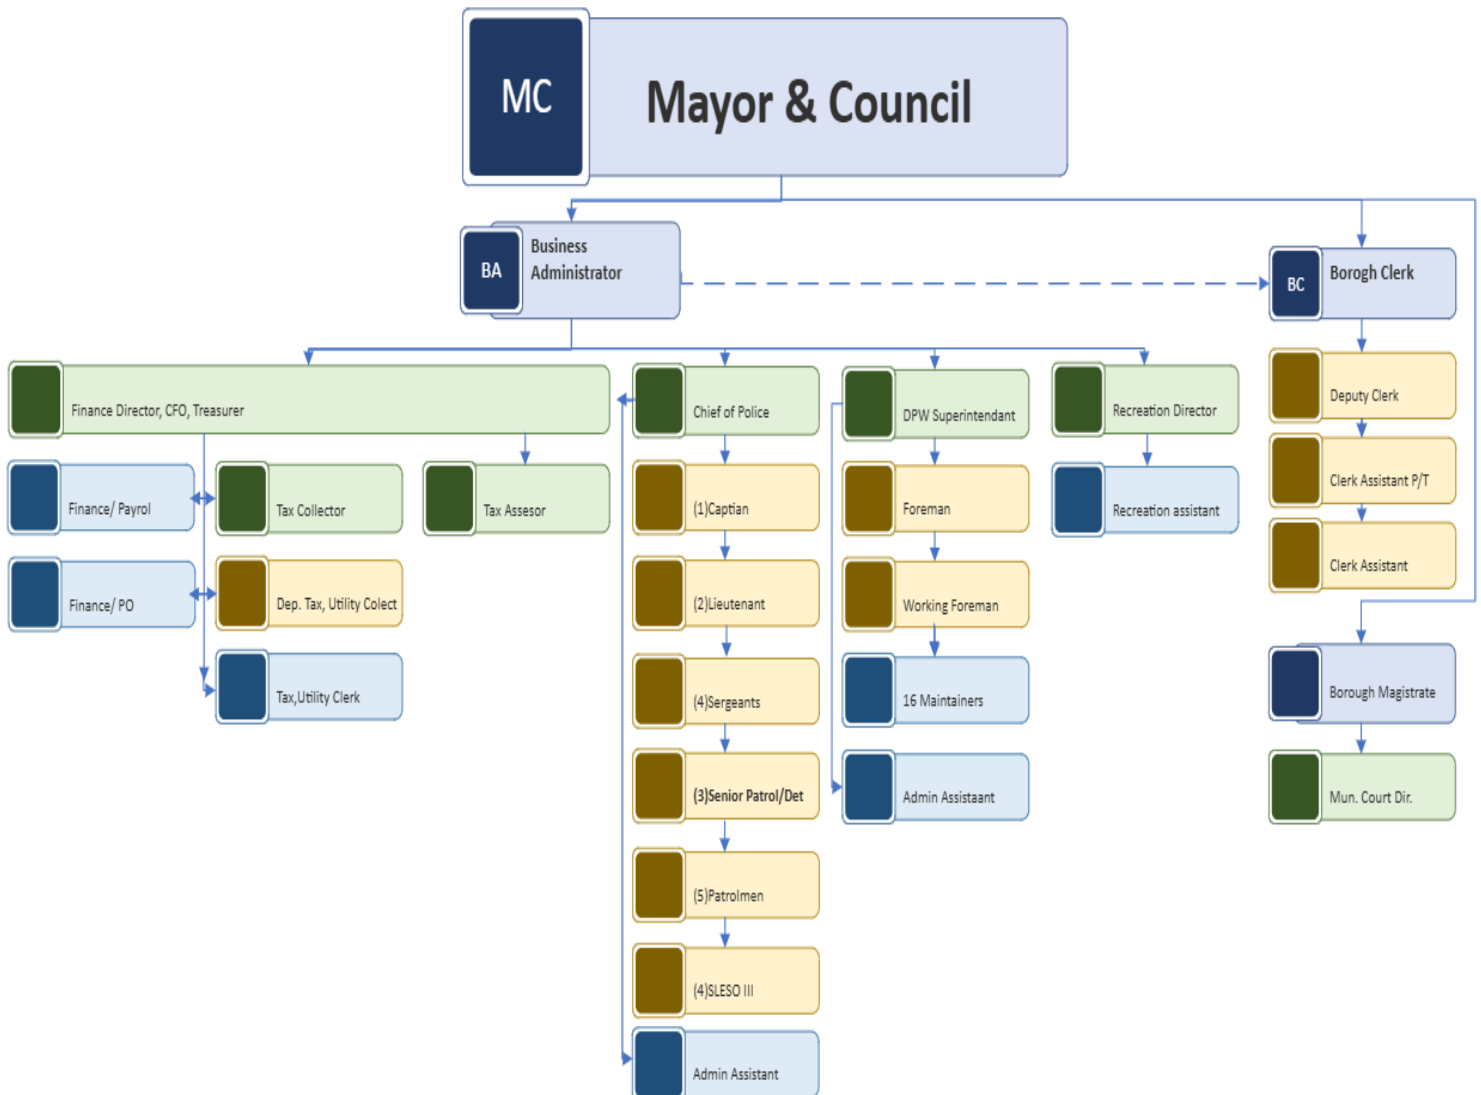 MC
Mayor & Council
BA
Business
Administrator
BC
Borogh Clerk
Finance Director, CFO, Treasurer
Chief of Police
DPW Superintendant
Recreation Director
Deputy Clerk
Finance/ Payrol
Tax Collector
Tax Assesor
(1)Captian
Foreman
Recreation assistant
Clerk Assistant P/T
Finance/ PO
Dep. Tax, Utility Colect
(2)Lieutenant
Working Foreman
Clerk Assistant
Tax,Utility Clerk
(4)Sergeants
16 Maintainers
Borough Magistrate
(3)Senior Patrol/Det
Admin Assistaant
Mun. Court Dir.
(5)Patrolmen
(4)SLESO III
Admin Assistant